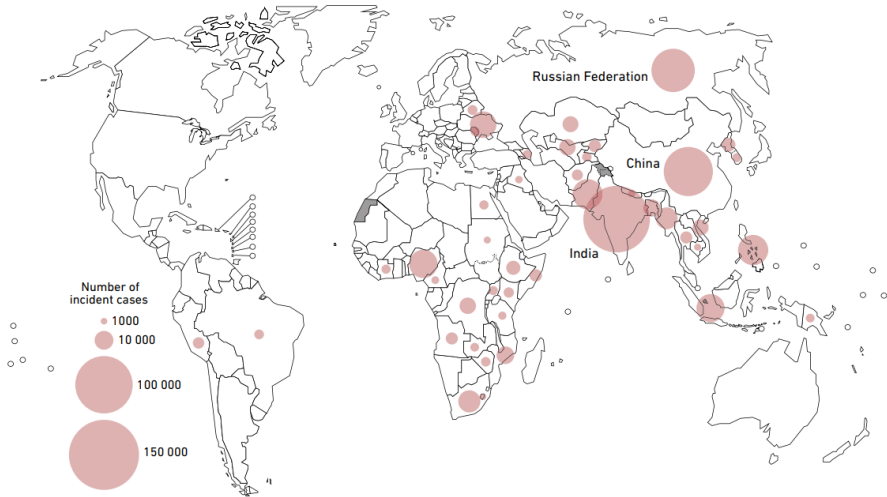 Russian Federation
China
India
Number of
incident cases
1000
10 000
100 000
150 000